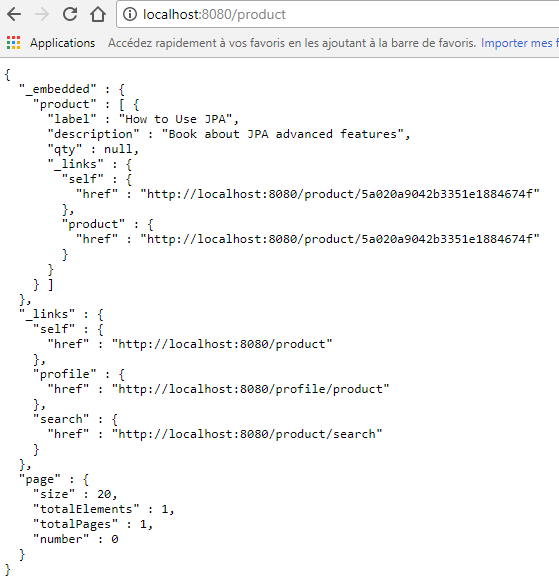 localhost:8080/product
Applications Accédez rapidement à vos favoris en les ajoutant à la barre de favoris. Importer mes f
{
  "_embedded" : {
    "product" : [ {
      "label" : "How to Use JPA",
      "description" : "Book about JPA advanced features",
      "qty" : null,
      "_links" : {
        "self" : {
          "href" : "http://localhost:8080/product/5a020a9042b3351e1884674f"
        },
        "product" : {
          "href" : "http://localhost:8080/product/5a020a9042b3351e1884674f"
        }
      }
    } ]
  },
  "_links" : {
    "self" : {
      "href" : "http://localhost:8080/product"
    },
    "profile" : {
      "href" : "http://localhost:8080/profile/product"
    },
    "search" : {
      "href" : "http://localhost:8080/product/search"
    }
  },
  "page" : {
    "size" : 20,
    "totalElements" : 1,
    "totalPages" : 1,
    "number" : 0
  }
}